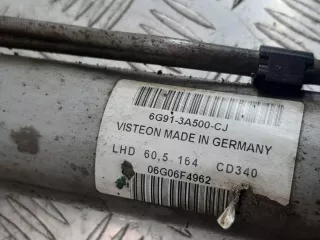 6G91-3A500-CJ
VISTEON MADE IN GERMANY
LHD 60,5.164 CD340
06G06F4962